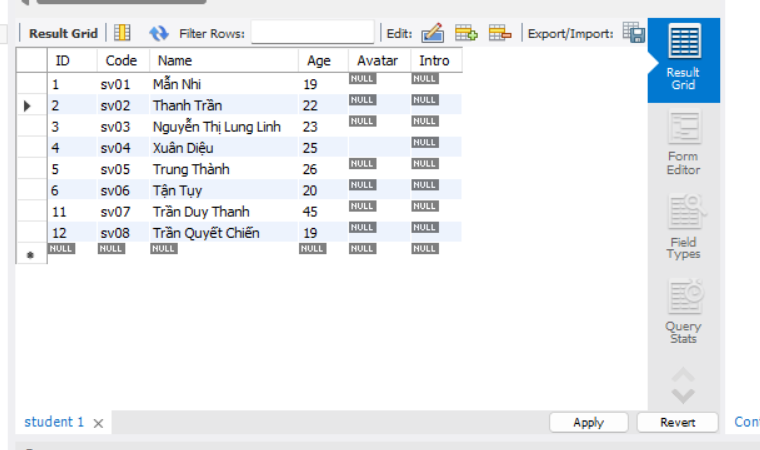 Result Grid Filter Rows: Edit: Export/Import:
ID Code Name Age Avatar Intro
1 sv01 Mẫn Nhi 19 NULL NULL
2 sv02 Thanh Trần 22 NULL NULL
3 sv03 Nguyễn Thị Lung Linh 23 NULL NULL
4 sv04 Xuân Diệu 25 NULL
5 sv05 Trung Thành 26 NULL NULL
6 sv06 Tận Tụy 20 NULL NULL
11 sv07 Trần Duy Thanh 45 NULL NULL
12 sv08 Trần Quyết Chiến 19 NULL NULL
NULL NULL NULL NULL NULL NULL
Result
Grid
Form
Editor
Field
Types
Query
Stats
student 1 Apply Revert